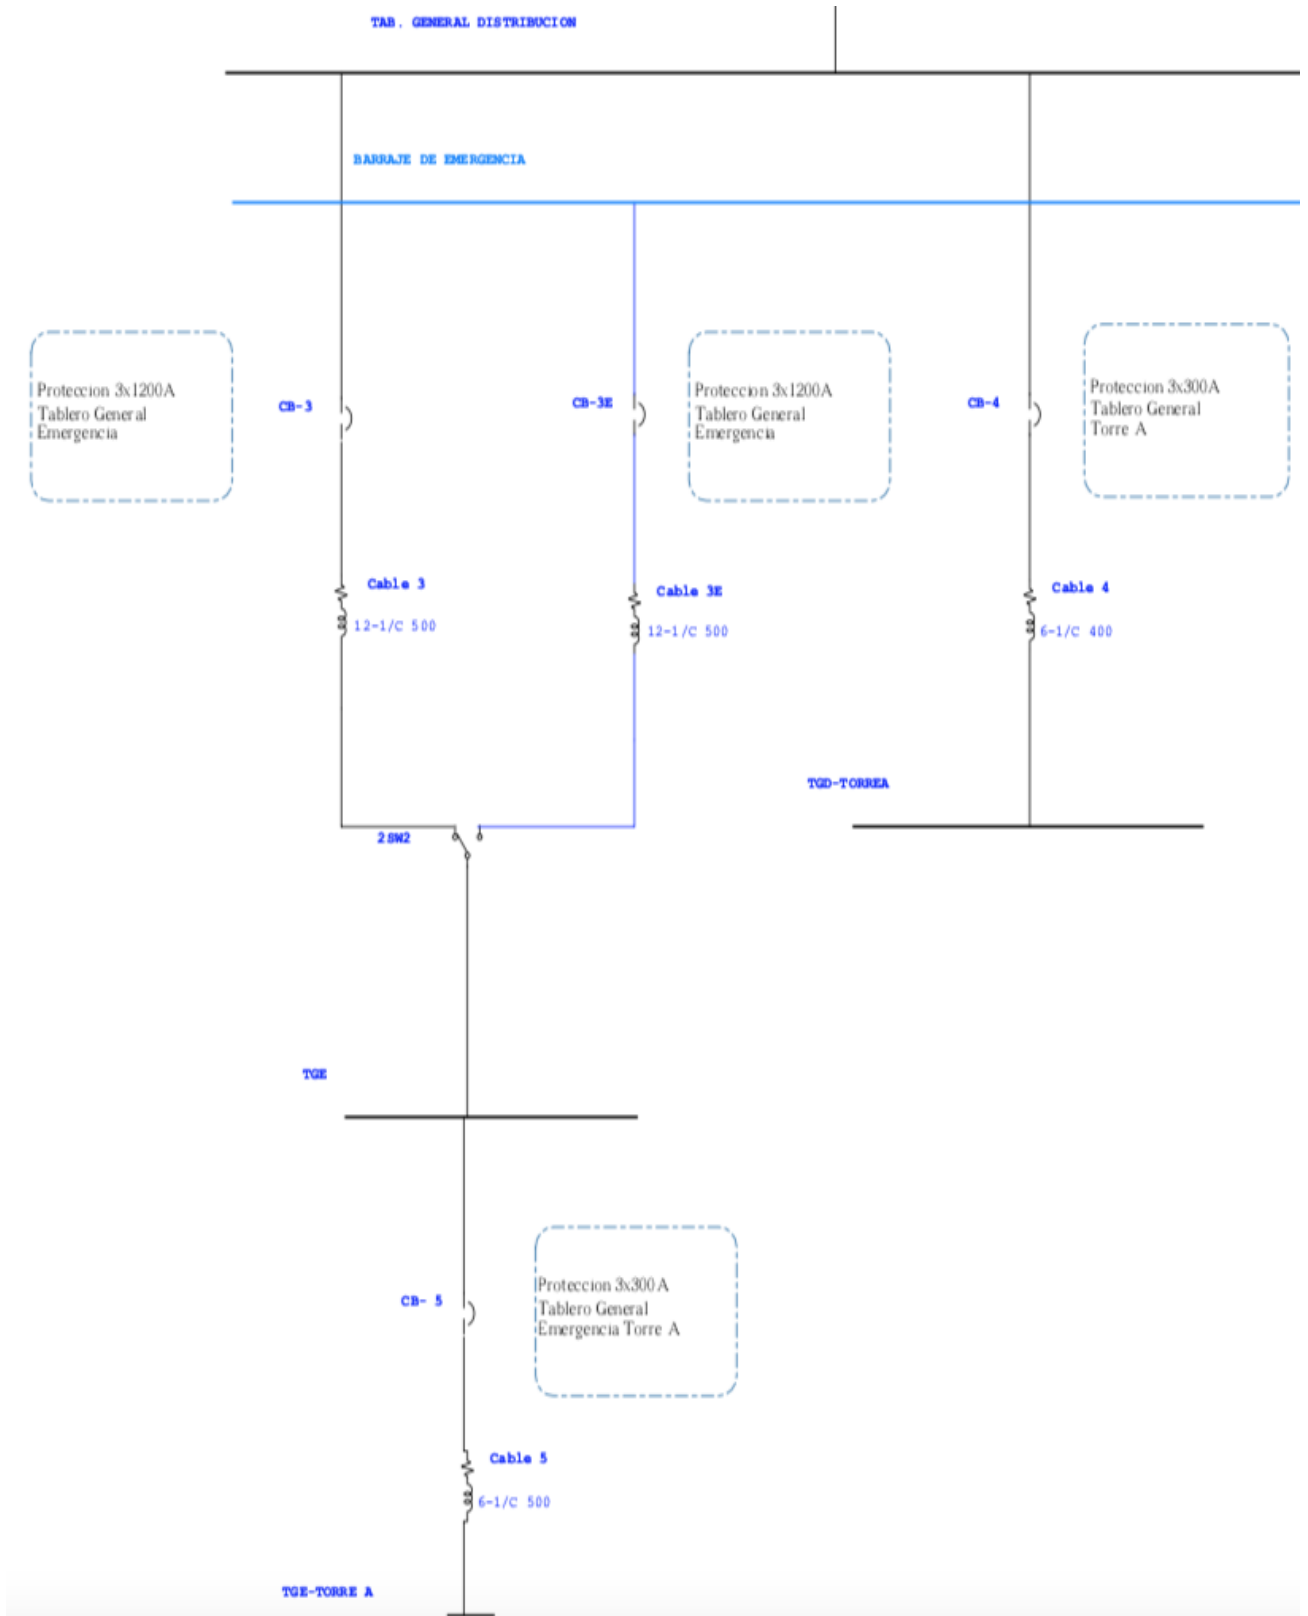 TAB. GENERAL DISTRIBUCION
BARRAJE DE EMERGENCIA
Proteccion 3x1200A
Tablero General
Emergencia
CB-3
CB-3E
Proteccion 3x1200A
Tablero General
Emergencia
CB-4
Proteccion 3x300A
Tablero General
Torre A
Cable 3
12-1/C 500
Cable 3E
12-1/C 500
Cable 4
6-1/C 400
TGD-TORREA
2SW2
TGE
CB- 5
Proteccion 3x300A
Tablero General
Emergencia Torre A
Cable 5
6-1/C 500
TGE-TORRE A